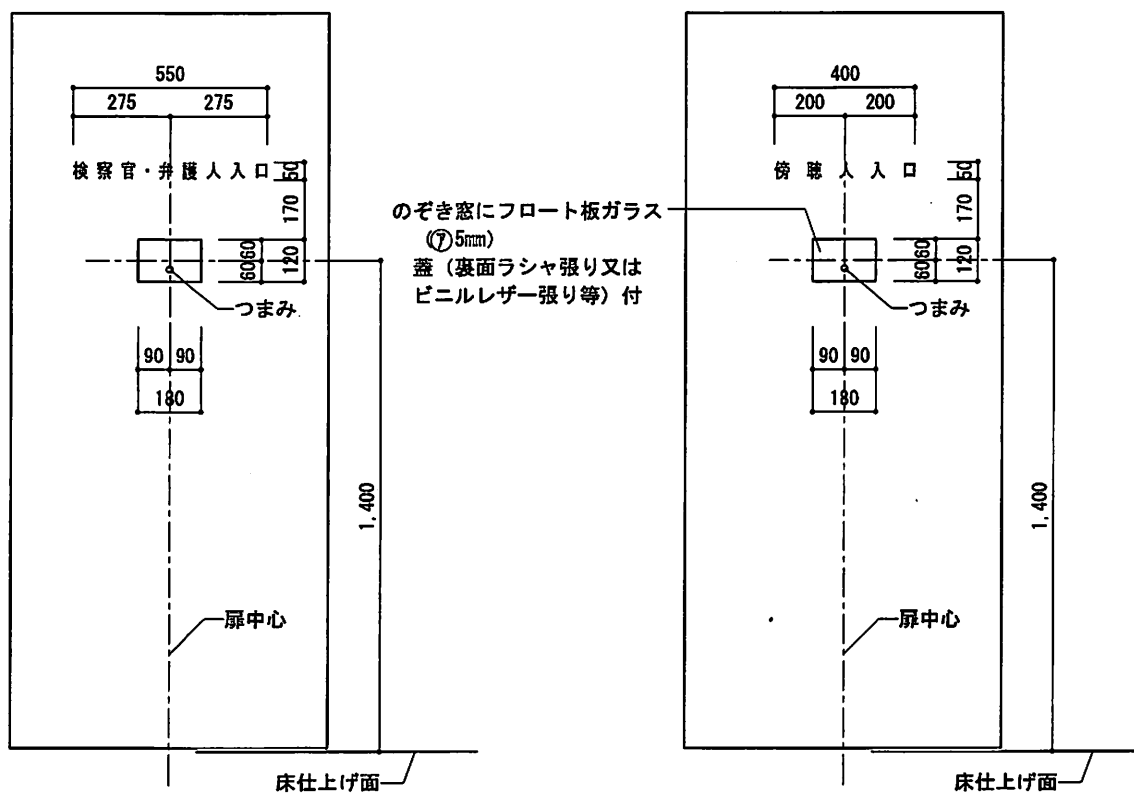 550
275 275
検察官・弁護人入口
50
170
60 60
120
つまみ
90 90
180
1,400
扉中心
床仕上げ面
のぞき窓にフロート板ガラス
(㋐5㎜)
蓋（裏面ラシャ張り又は
ビニルレザー張り等）付
400
200 200
傍聴人入口
50
170
60 60
120
つまみ
90 90
180
1,400
扉中心
床仕上げ面